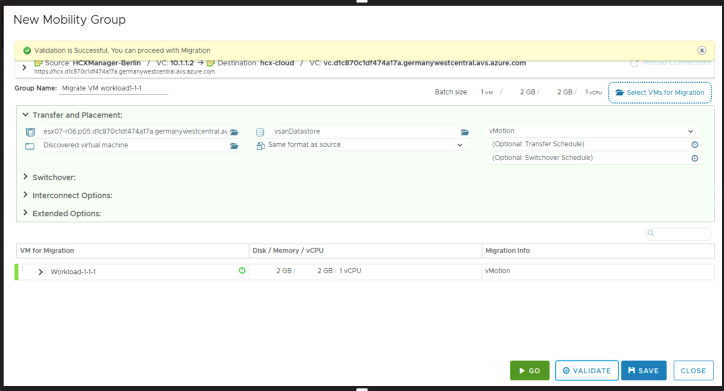 New Mobility Group
Validation is Successful, You can proceed with Migration
Source: HCXManager-Berlin / VC: 10.1.1.2 → Destination: hcx-cloud / VC: vc.d1c870c1df474a17a.germanywestcentral.avs.azure.com Reload Connections
https://hcx.d1c870c1df474a17a.germanywestcentral.avs.azure.com
Group Name: Migrate VM workload1-1-1 Batch size: 1 VM / 2 GB / 2 GB / 1 vCPU Select VMs for Migration
Transfer and Placement:
esx07-r06.p05.d1c870c1df474a17a.germanywestcentral.av vsanDatastore vMotion
Discovered virtual machine Same format as source (Optional: Transfer Schedule)
(Optional: Switchover Schedule)
Switchover:
Interconnect Options:
Extended Options:
VM for Migration Disk / Memory / vCPU Migration Info
1 Workload-1-1-1 2 GB / 2 GB / 1 vCPU vMotion
GO VALIDATE SAVE CLOSE